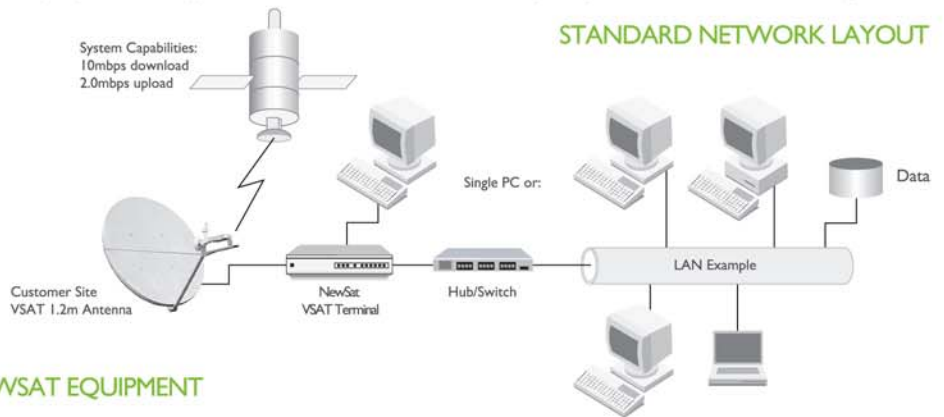 STANDARD NETWORK LAYOUT
System Capabilities:
10mbps download
2.0mbps upload
Single PC or:
Data
LAN Example
Customer Site
VSAT 1.2m Antenna
NewSat
VSAT Terminal
Hub/Switch
WSAT EQUIPMENT